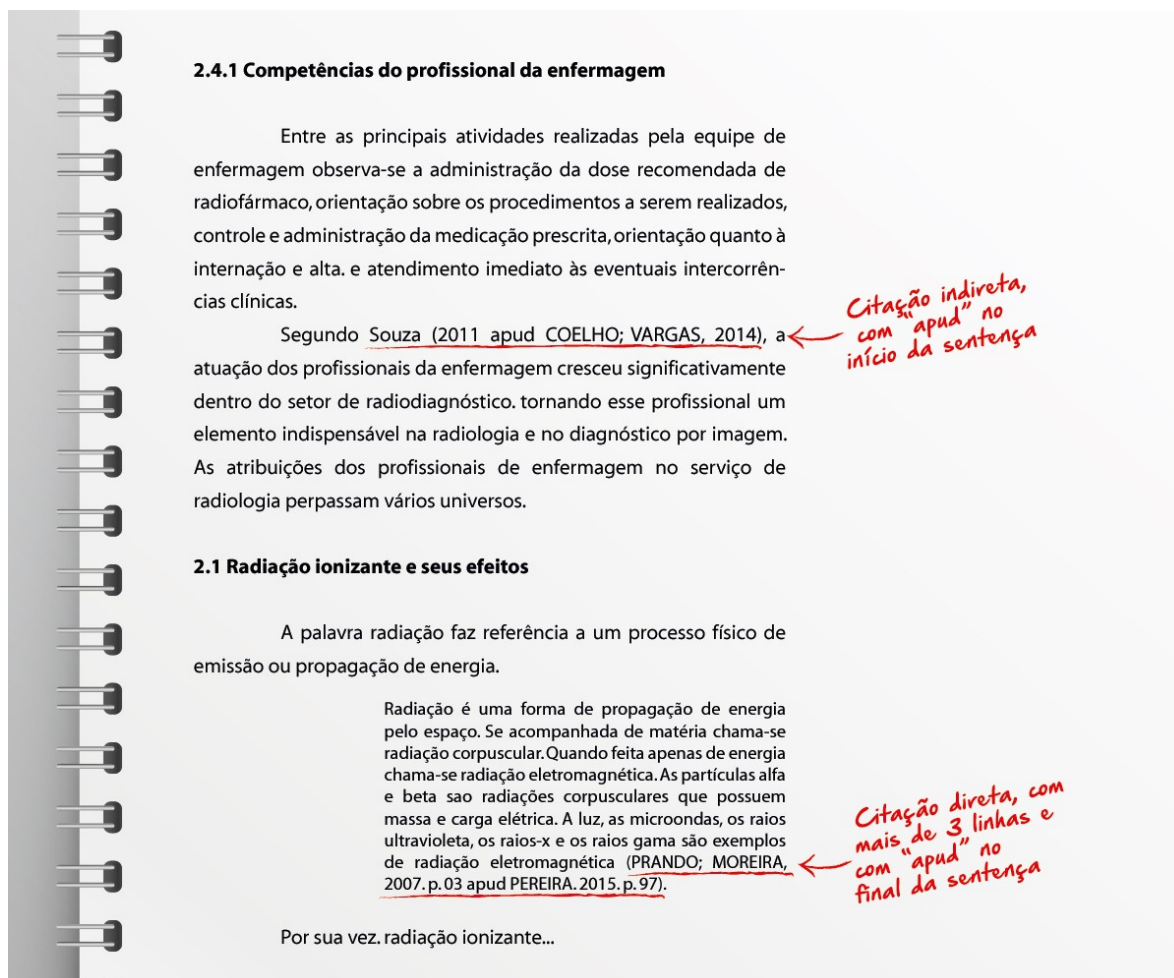 2.4.1 Competências do profissional da enfermagem
Entre as principais atividades realizadas pela equipe de
enfermagem observa-se a administração da dose recomendada de
radiofármaco, orientação sobre os procedimentos a serem realizados,
controle e administração da medicação prescrita, orientação quanto à
internação e alta. e atendimento imediato às eventuais intercorrên-
cias clínicas.
Segundo Souza (2011 apud COELHO; VARGAS, 2014), a
atuação dos profissionais da enfermagem cresceu significativamente
dentro do setor de radiodiagnóstico. tornando esse profissional um
elemento indispensável na radiologia e no diagnóstico por imagem.
As atribuições dos profissionais de enfermagem no serviço de
radiologia perpassam vários universos.
Citação indireta,
com "apud" no
início da sentença
2.1 Radiação ionizante e seus efeitos
A palavra radiação faz referência a um processo físico de
emissão ou propagação de energia.
Radiação é uma forma de propagação de energia
pelo espaço. Se acompanhada de matéria chama-se
radiação corpuscular. Quando feita apenas de energia
chama-se radiação eletromagnética. As partículas alfa
e beta sao radiações corpusculares que possuem
massa e carga elétrica. A luz, as microondas, os raios
ultravioleta, os raios-x e os raios gama são exemplos
de radiação eletromagnética (PRANDO; MOREIRA,
2007. p. 03 apud PEREIRA. 2015. p. 97).
Citação direta, com
mais de 3 linhas e
com "apud" no
final da sentença
Por sua vez. radiação ionizante...